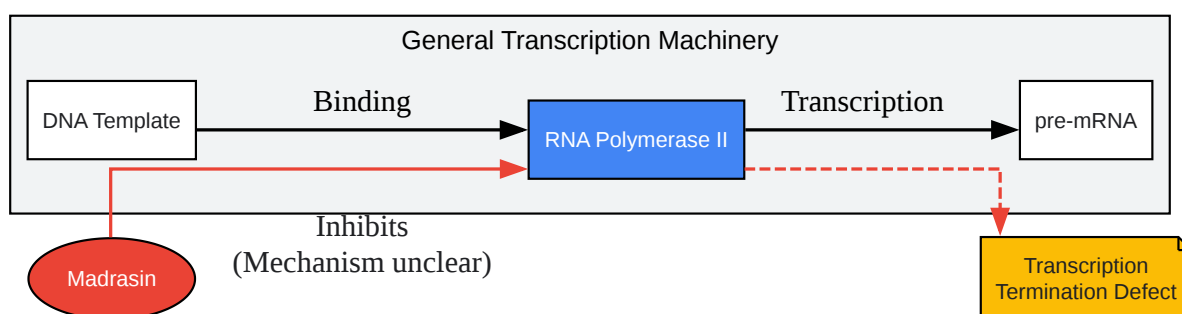 General Transcription Machinery
DNA Template
Binding
RNA Polymerase II
Transcription
pre-mRNA
Inhibits
(Mechanism unclear)
Madrasin
Transcription
Termination Defect